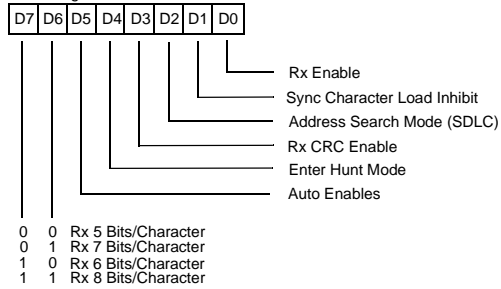 D7 D6 D5 D4 D3 D2 D1 D0
Rx Enable
Sync Character Load Inhibit
Address Search Mode (SDLC)
Rx CRC Enable
Enter Hunt Mode
Auto Enables
0 0 Rx 5 Bits/Character
0 1 Rx 7 Bits/Character
1 0 Rx 6 Bits/Character
1 1 Rx 8 Bits/Character